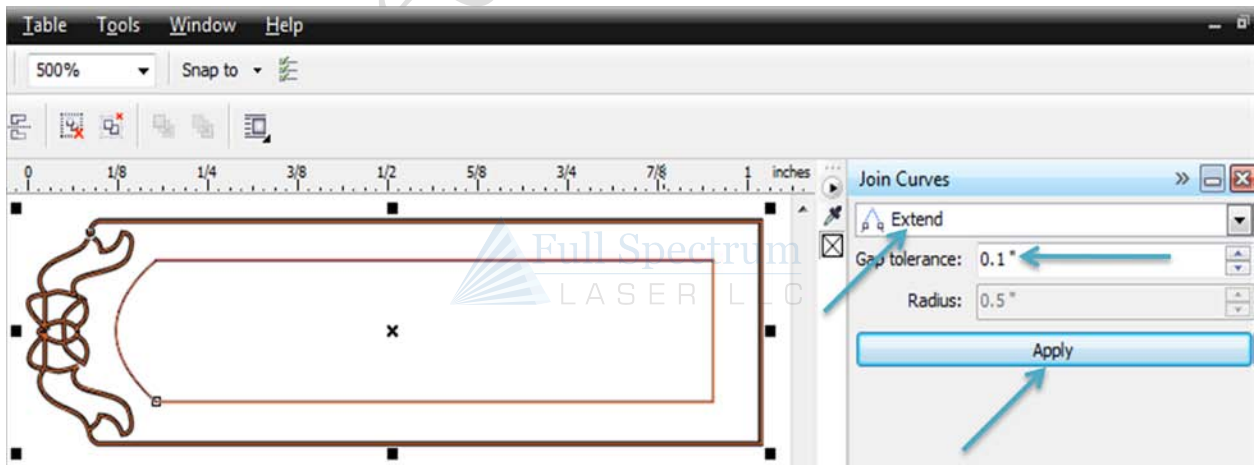 Table Tools Window Help
500% Snap to
0 1/8 1/4 3/8 1/2 5/8 3/4 7/8 1 inches
Join Curves
Extend
Gap tolerance: 0.1 "
Radius: 0.5 "
Apply
Full Spectrum
LASER LLC